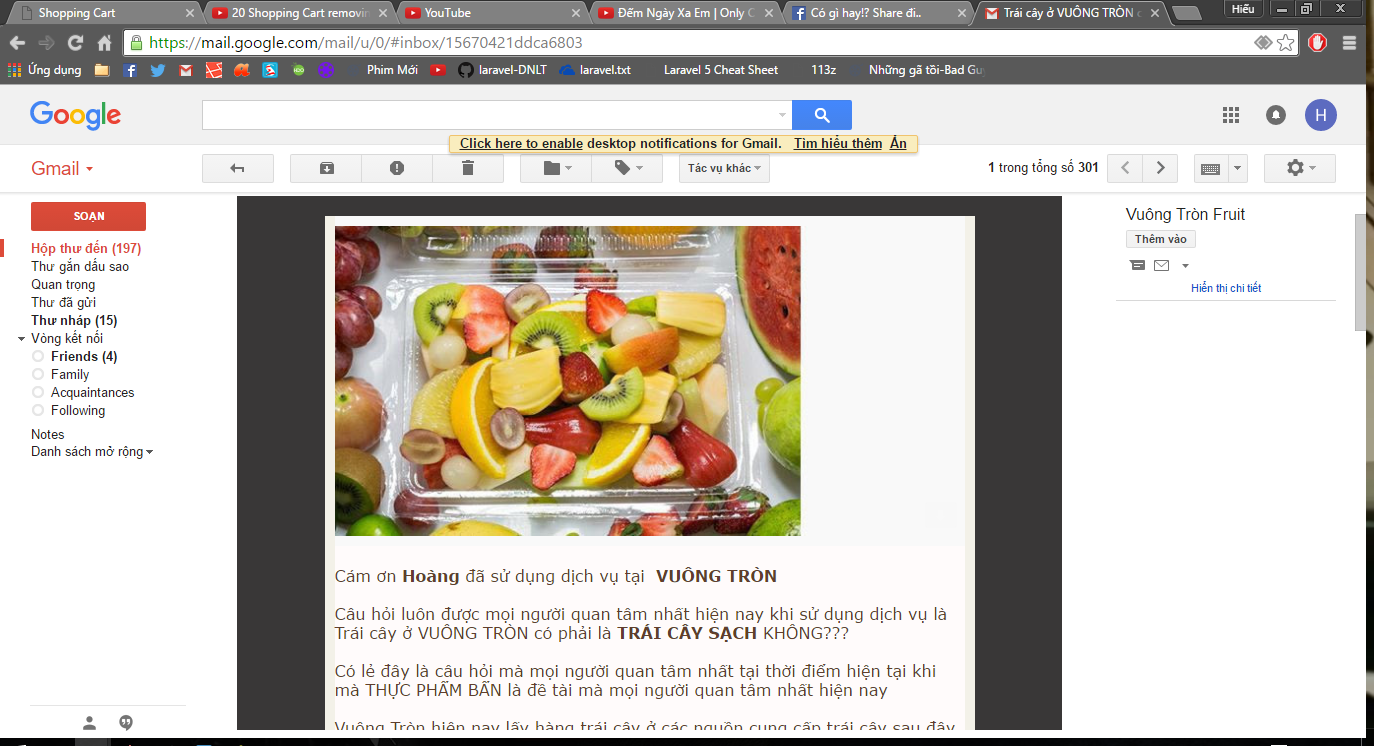 Shopping Cart
20 Shopping Cart removin
YouTube
Đếm Ngày Xa Em | Only C
Có gì hay!? Share đi..
Trái cây ở VUÔNG TRÒN c
Hiếu
https://mail.google.com/mail/u/0/#inbox/15670421ddca6803
Ứng dụng
Phim Mới
laravel-DNLT
laravel.txt
Laravel 5 Cheat Sheet
113z
Những gã tồi-Bad Gu
Google
H
Click here to enable desktop notifications for Gmail. Tìm hiểu thêm Ẩn
Gmail
Tác vụ khác
1 trong tổng số 301
SOẠN
Hộp thư đến (197)
Thư gắn dấu sao
Quan trọng
Thư đã gửi
Thư nháp (15)
Vòng kết nối
Friends (4)
Family
Acquaintances
Following
Notes
Danh sách mở rộng
Vuông Tròn Fruit
Thêm vào
Hiển thị chi tiết
Cám ơn Hoàng đã sử dụng dịch vụ tại VUÔNG TRÒN
Câu hỏi luôn được mọi người quan tâm nhất hiện nay khi sử dụng dịch vụ là
Trái cây ở VUÔNG TRÒN có phải là TRÁI CÂY SẠCH KHÔNG???
Có lẻ đây là câu hỏi mà mọi người quan tâm nhất tại thời điểm hiện tại khi
mà THỰC PHẨM BẨN là đề tài mà mọi người quan tâm nhất hiện nay
Vuông Tròn hiện nay lấy hàng trái cây ở các nguồn cung cấp trái cây sau đây